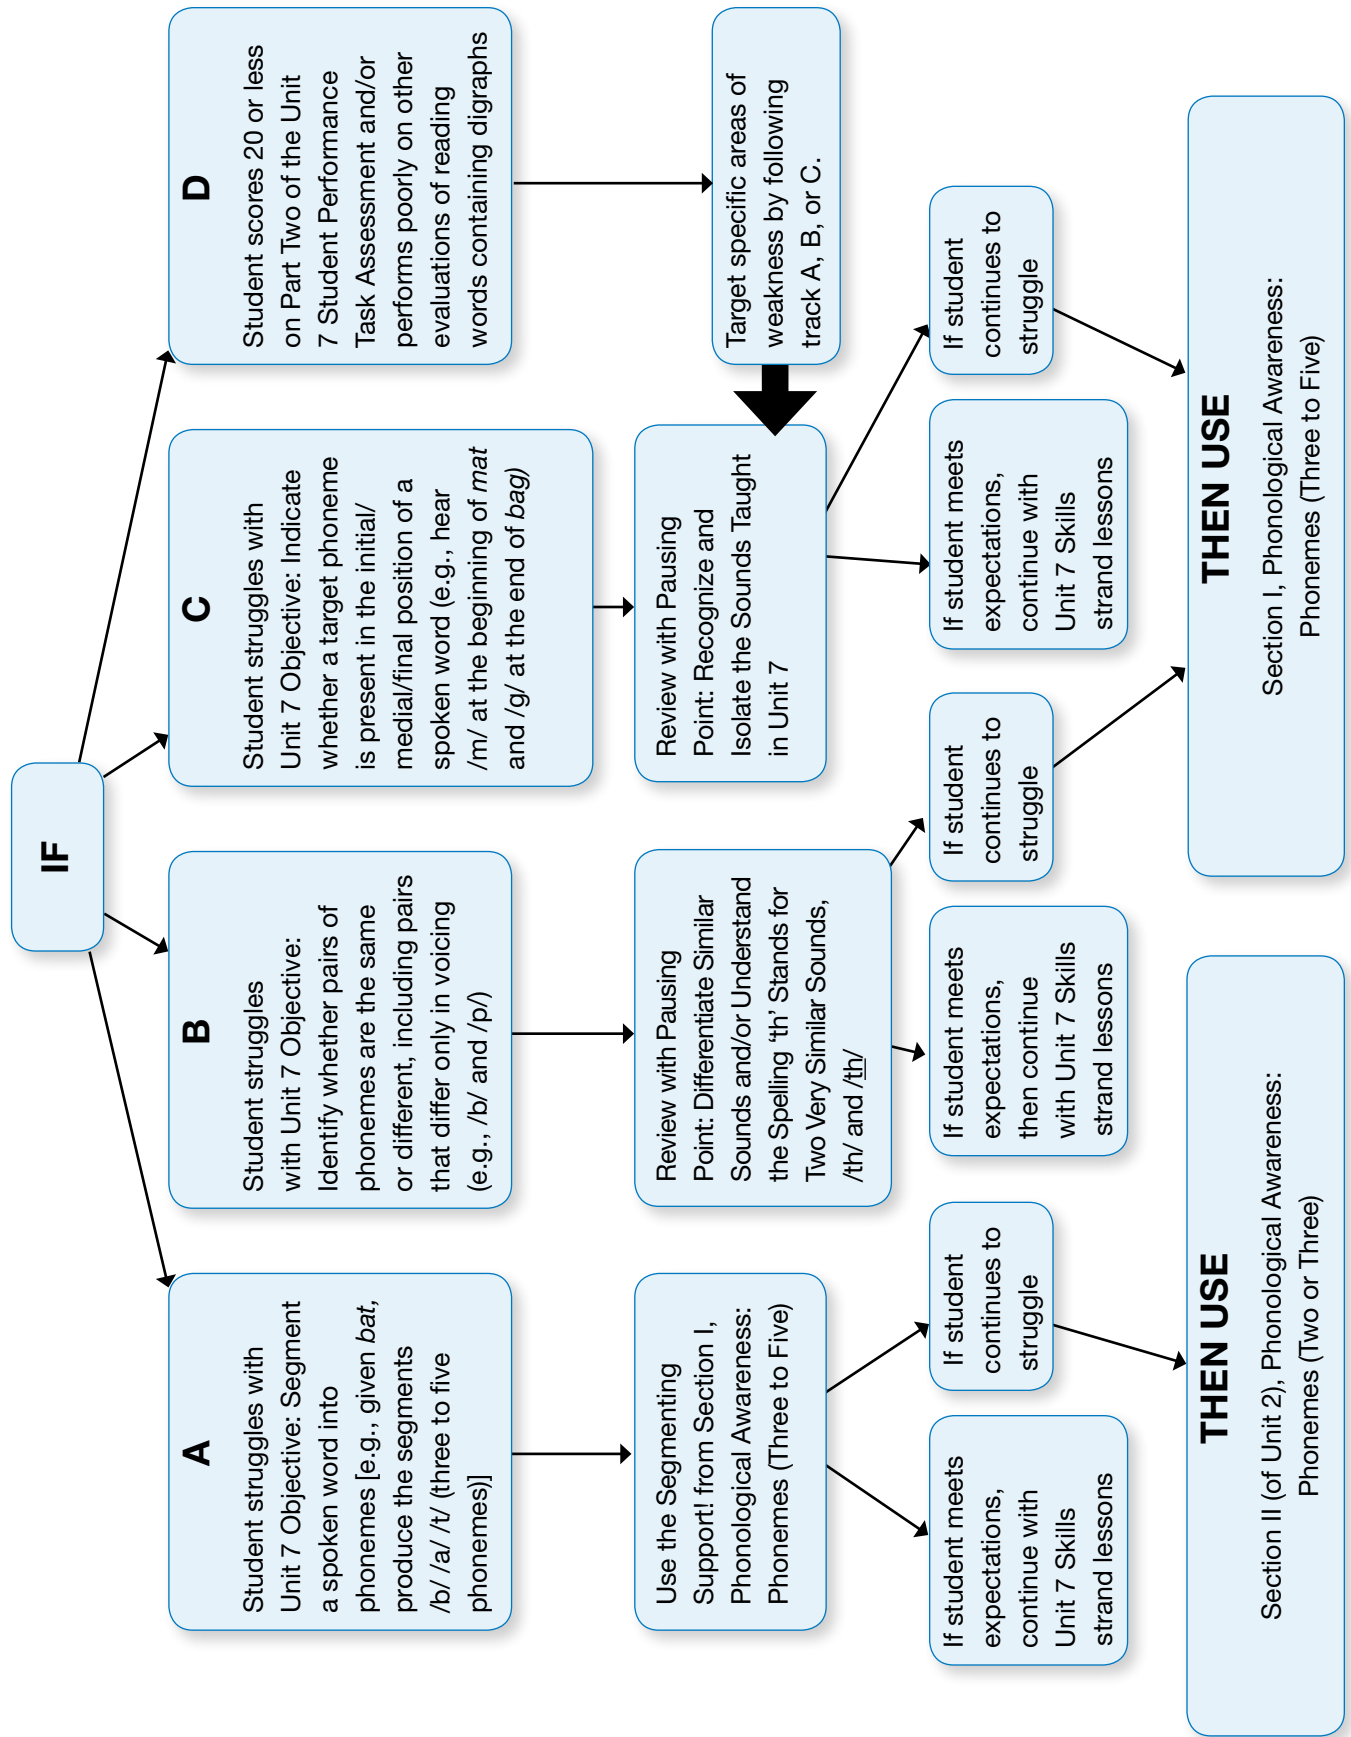 IF
A
Student struggles with
Unit 7 Objective: Segment
a spoken word into
phonemes [e.g., given bat,
produce the segments
/b/ /a/ /t/ (three to five
phonemes)]
B
Student struggles
with Unit 7 Objective:
Identify whether pairs of
phonemes are the same
or different, including pairs
that differ only in voicing
(e.g., /b/ and /p/)
C
Student struggles with
Unit 7 Objective: Indicate
whether a target phoneme
is present in the initial/
medial/final position of a
spoken word (e.g., hear
/m/ at the beginning of mat
and /g/ at the end of bag)
D
Student scores 20 or less
on Part Two of the Unit
7 Student Performance
Task Assessment and/or
performs poorly on other
evaluations of reading
words containing digraphs
Use the Segmenting
Support! from Section I,
Phonological Awareness:
Phonemes (Three to Five)
Review with Pausing
Point: Differentiate Similar
Sounds and/or Understand
the Spelling ‘th’ Stands for
Two Very Similar Sounds,
/th/ and /th/
Review with Pausing
Point: Recognize and
Isolate the Sounds Taught
in Unit 7
Target specific areas of
weakness by following
track A, B, or C.
If student meets
expectations,
continue with
Unit 7 Skills
strand lessons
If student
continues to
struggle
If student meets
expectations,
then continue
with Unit 7 Skills
strand lessons
If student
continues to
struggle
If student meets
expectations,
continue with
Unit 7 Skills
strand lessons
If student
continues to
struggle
THEN USE
Section II (of Unit 2), Phonological Awareness:
Phonemes (Two or Three)
THEN USE
Section I, Phonological Awareness:
Phonemes (Three to Five)